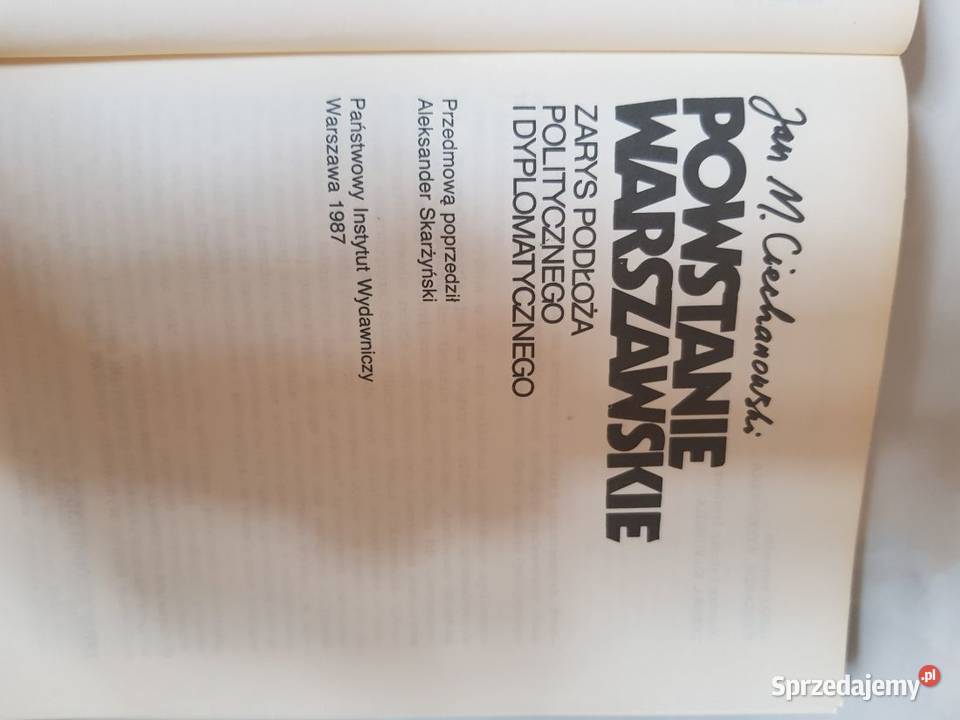 Jan M. Ciechanowski
POWSTANIE
WARSZAWSKIE
ZARYS PODŁOŻA
POLITYCZNEGO
I DYPLOMATYCZNEGO
Przedmową poprzedził
Aleksander Skarżyński
Państwowy Instytut Wydawniczy
Warszawa 1987
Sprzedajemy.pl